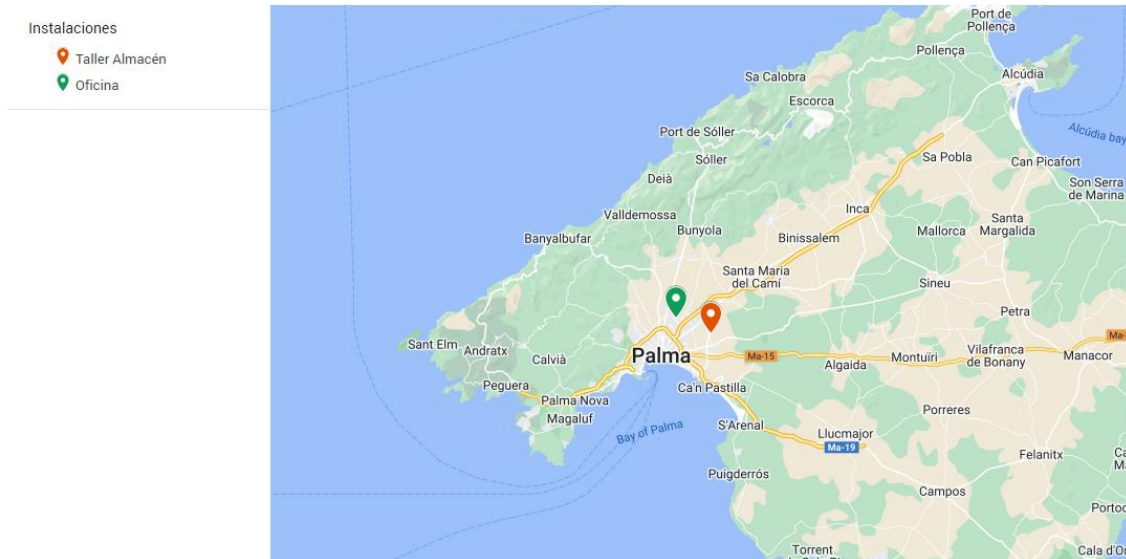 Instalaciones
Taller Almacén
Oficina
Port de
Pollença
Pollença
Alcúdia
Sa Calobra
Escorca
Alcúdia bay
Port de Sóller
Sóller
Sa Pobla
Can Picafort
Deià
Son Serra
de Marina
Valldemossa
Inca
Santa
Margalida
Bunyola
Mallorca
Banyalbufar
Binissalem
Santa Maria
del Camí
Sineu
Petra
Sant Elm
Andratx
Calvià
Palma
Ma-15
Algaida
Montuïri
Vilafranca
de Bonany
Manacor
Peguera
Palma Nova
Ca'n Pastilla
Magaluf
Porreres
S'Arenal
Bay of Palma
Llucmajor
Ma-19
Felanitx
Puigderrós
Campos
Cala d'O
Torrent